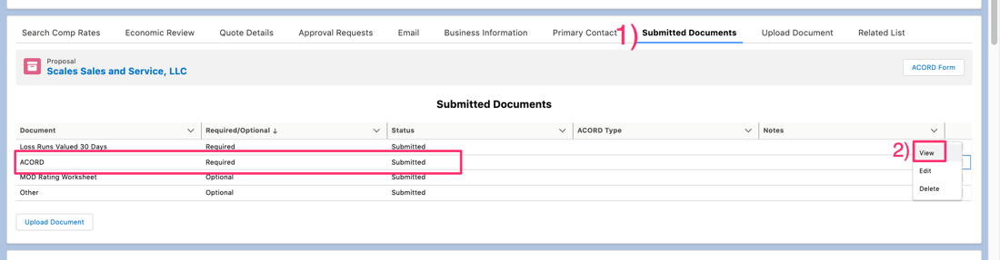 Search Comp Rates Economic Review Quote Details Approval Requests Email Business Information Primary Contact 1) Submitted Documents Upload Document Related List
Proposal
Scales Sales and Service, LLC
ACORD Form
Submitted Documents
Document Required/Optional ↓ Status ACORD Type Notes
Loss Runs Valued 30 Days Required Submitted
2) View
ACORD Required Submitted
Edit
MOD Rating Worksheet Optional Submitted
Delete
Other Optional Submitted
Upload Document